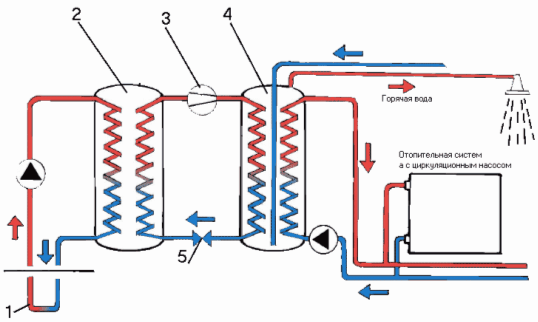 2
3
4
Горячая вода
Отопительная систем
а с циркуляционным насосом
5
1